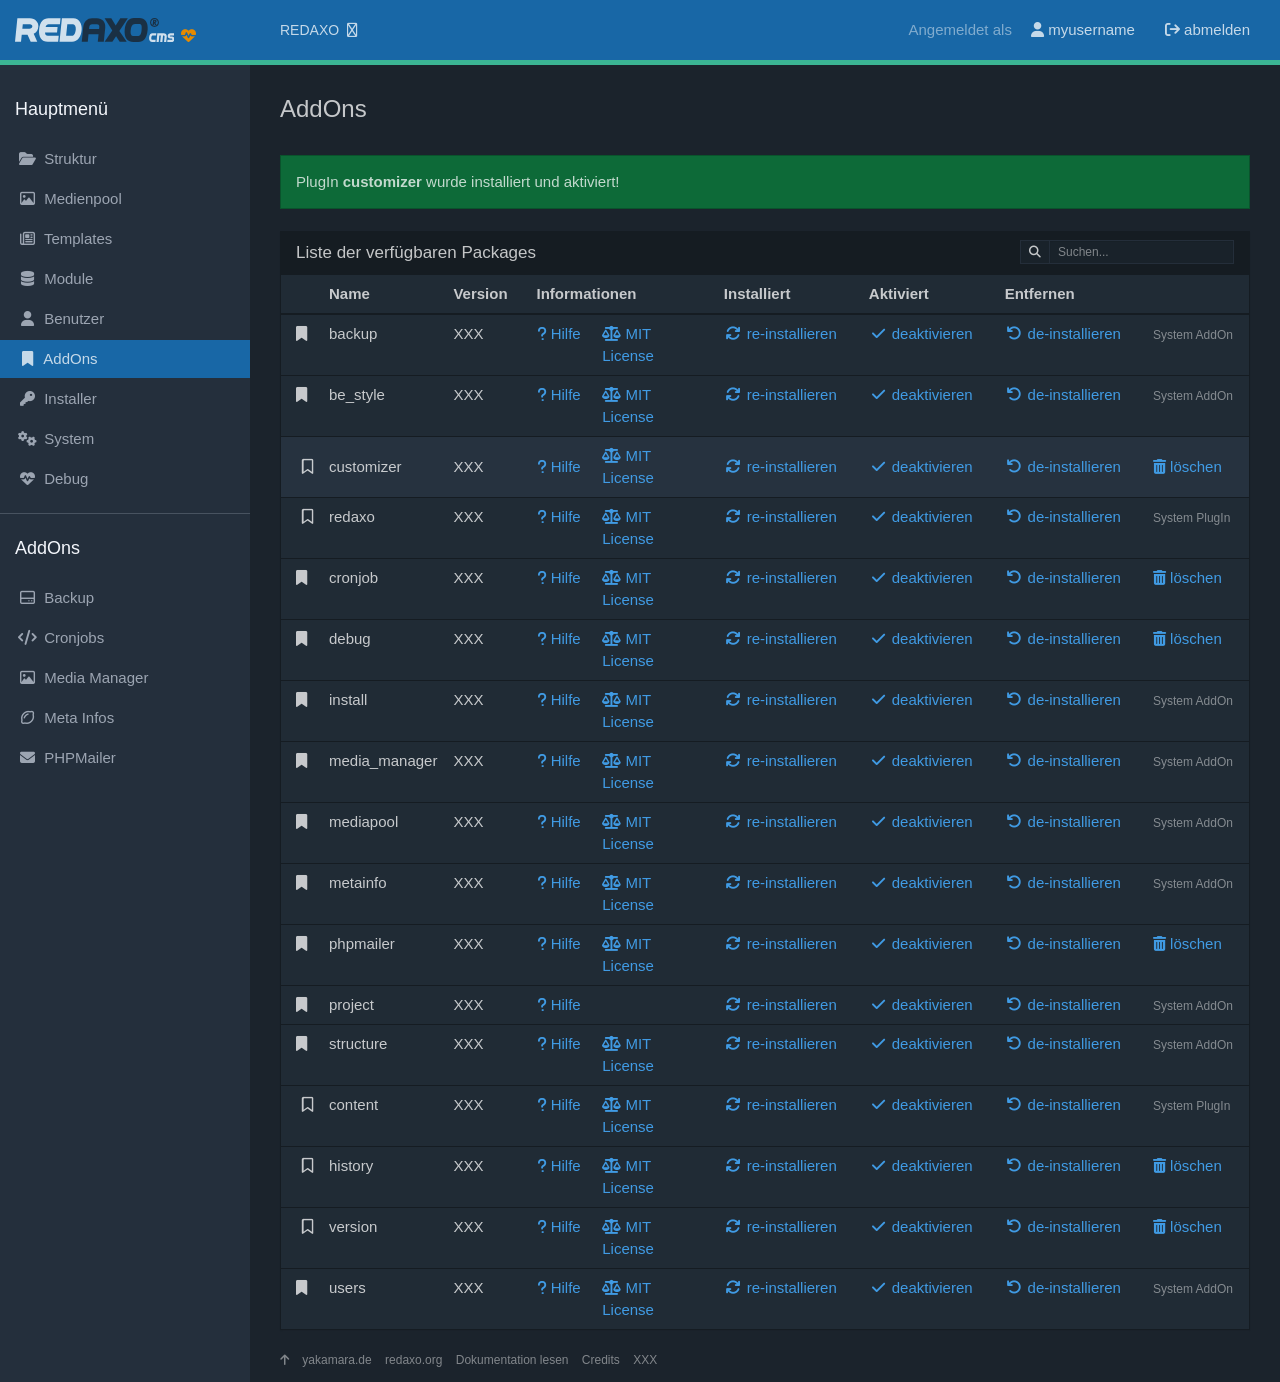 REDAXO® cms REDAXO Angemeldet als myusername abmelden
Hauptmenü
Struktur
Medienpool
Templates
Module
Benutzer
AddOns
Installer
System
Debug
AddOns
Backup
Cronjobs
Media Manager
Meta Infos
PHPMailer
AddOns
PlugIn customizer wurde installiert und aktiviert!
Liste der verfügbaren Packages Suchen...
Name Version Informationen Installiert Aktiviert Entfernen
backup XXX Hilfe MIT License re-installieren deaktivieren de-installieren System AddOn
be_style XXX Hilfe MIT License re-installieren deaktivieren de-installieren System AddOn
customizer XXX Hilfe MIT License re-installieren deaktivieren de-installieren löschen
redaxo XXX Hilfe MIT License re-installieren deaktivieren de-installieren System PlugIn
cronjob XXX Hilfe MIT License re-installieren deaktivieren de-installieren löschen
debug XXX Hilfe MIT License re-installieren deaktivieren de-installieren löschen
install XXX Hilfe MIT License re-installieren deaktivieren de-installieren System AddOn
media_manager XXX Hilfe MIT License re-installieren deaktivieren de-installieren System AddOn
mediapool XXX Hilfe MIT License re-installieren deaktivieren de-installieren System AddOn
metainfo XXX Hilfe MIT License re-installieren deaktivieren de-installieren System AddOn
phpmailer XXX Hilfe MIT License re-installieren deaktivieren de-installieren löschen
project XXX Hilfe re-installieren deaktivieren de-installieren System AddOn
structure XXX Hilfe MIT License re-installieren deaktivieren de-installieren System AddOn
content XXX Hilfe MIT License re-installieren deaktivieren de-installieren System PlugIn
history XXX Hilfe MIT License re-installieren deaktivieren de-installieren löschen
version XXX Hilfe MIT License re-installieren deaktivieren de-installieren löschen
users XXX Hilfe MIT License re-installieren deaktivieren de-installieren System AddOn
yakamara.de redaxo.org Dokumentation lesen Credits XXX